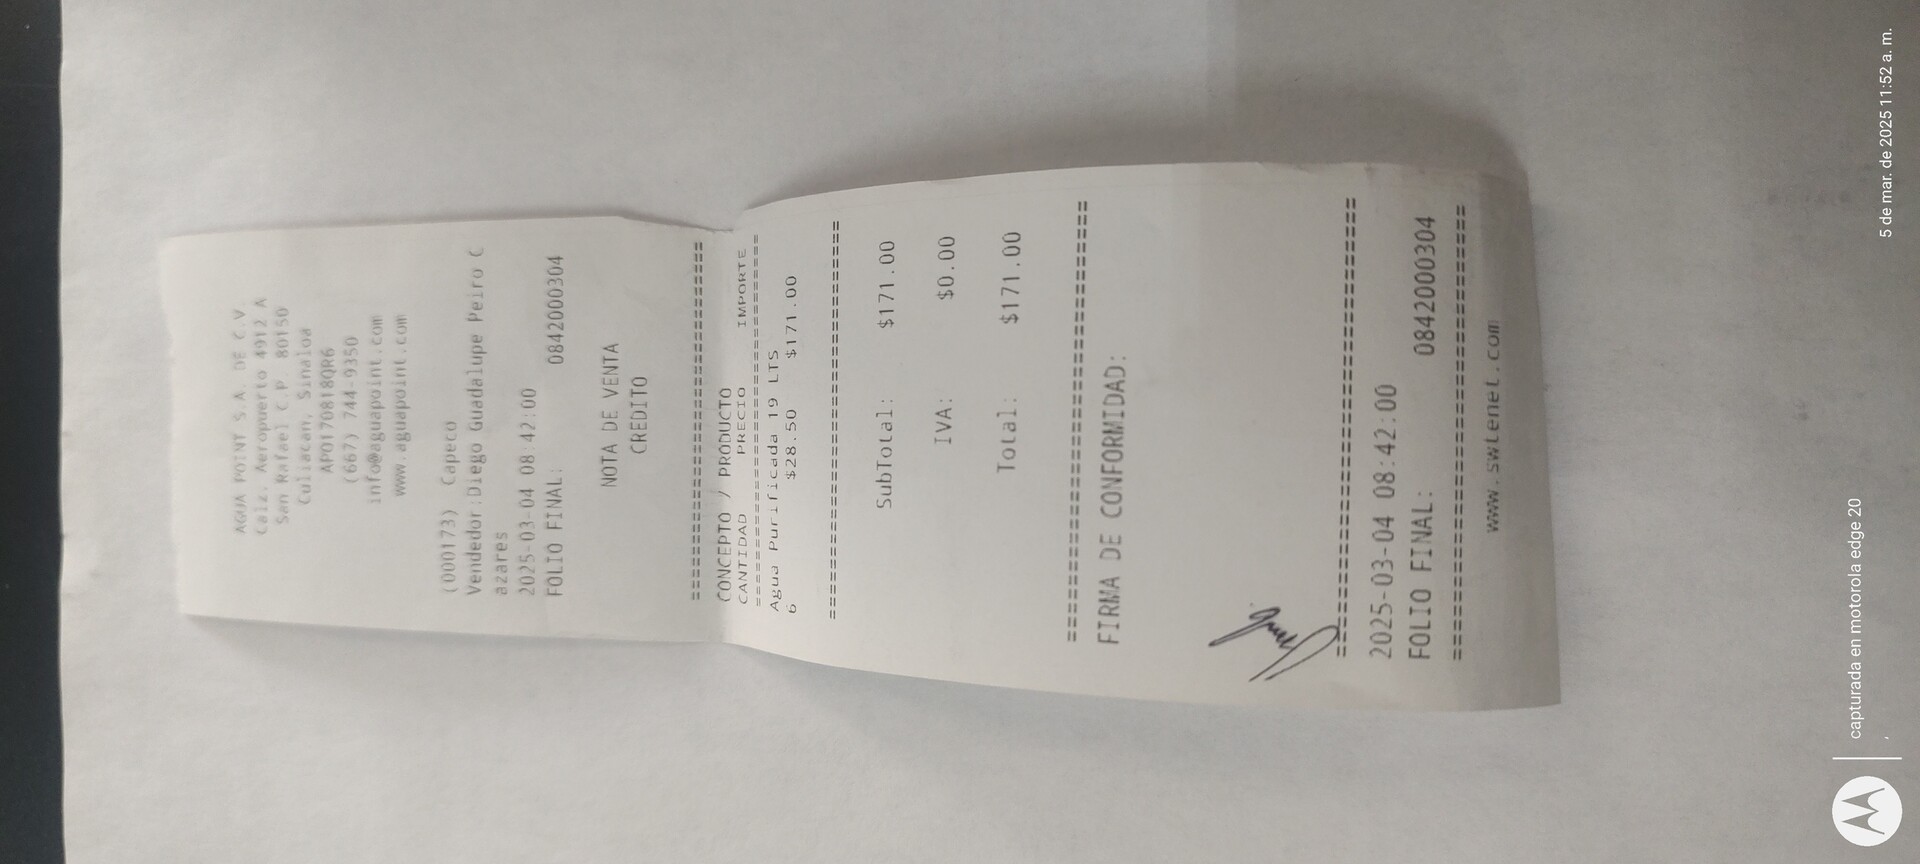 AGUA POINT S.A. DE C.V.
Calz. Aeropuerto 4912 A
San Rafael C.P. 80150
Culiacan, Sinaloa
APO170818QR6
(667) 744-9350
info@aguapoint.com
www.aguapoint.com
(000173) Capeco
Vendedor:Diego Guadalupe Peiro C
azares
2025-03-04 08:42:00
FOLIO FINAL: 0842000304
NOTA DE VENTA
CREDITO
================================
CONCEPTO / PRODUCTO
CANTIDAD PRECIO IMPORTE
================================
Agua Purificada 19 LTS
6 $28.50 $171.00
================================
SubTotal: $171.00
IVA: $0.00
Total: $171.00
================================
FIRMA DE CONFORMIDAD:
================================
2025-03-04 08:42:00
FOLIO FINAL: 0842000304
================================
www.swtenet.com
capturada en motorola edge 20
5 de mar. de 2025 11:52 a. m.